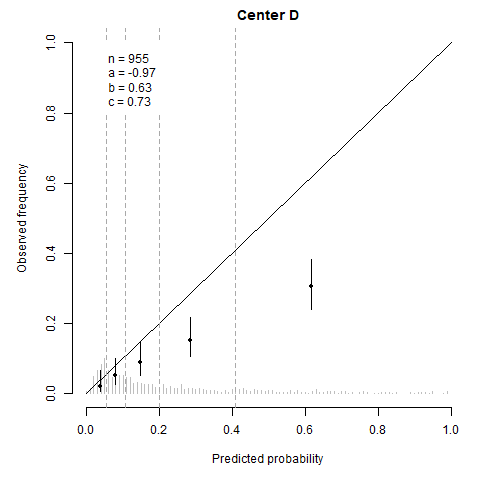 Center D
n = 955
a = -0.97
b = 0.63
c = 0.73
Observed frequency
1.0
0.8
0.6
0.4
0.2
0.0
0.0 0.2 0.4 0.6 0.8 1.0
Predicted probability